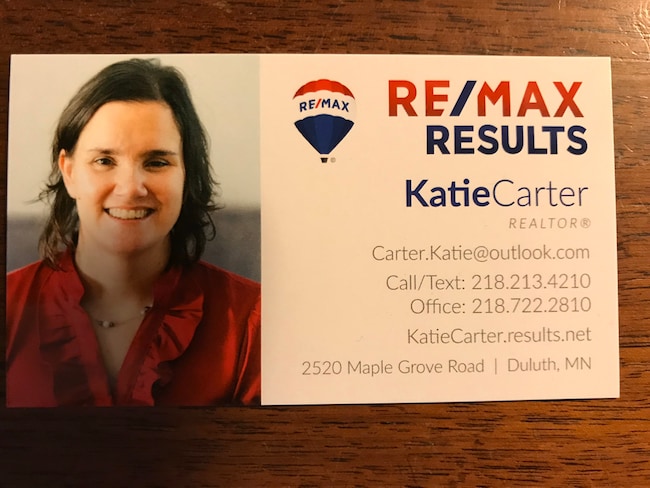 RE/MAX
RE/MAX
RESULTS
KatieCarter
REALTOR®
Carter.Katie@outlook.com
Call/Text: 218.213.4210
Office: 218.722.2810
KatieCarter.results.net
2520 Maple Grove Road | Duluth, MN